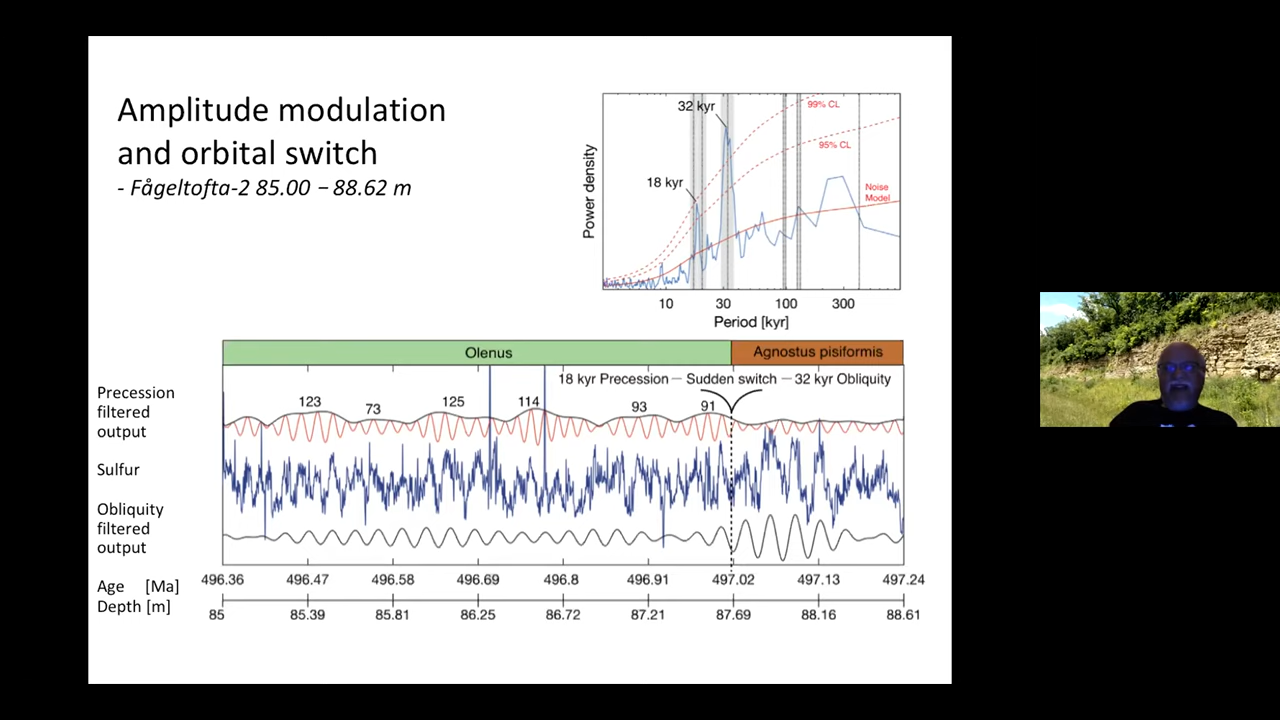 Amplitude modulation
and orbital switch
- Fågeltofta-2 85.00 – 88.62 m
32 kyr
18 kyr
99% CL
95% CL
Noise
Model
Power density
10 30 100 300
Period [kyr]
Olenus
Agnostus pisiformis
18 kyr Precession — Sudden switch — 32 kyr Obliquity
123 73 125 114 93 91
Precession
filtered
output
Sulfur
Obliquity
filtered
output
Age [Ma]
496.36 496.47 496.58 496.69 496.8 496.91 497.02 497.13 497.24
Depth [m]
85 85.39 85.81 86.25 86.72 87.21 87.69 88.16 88.61